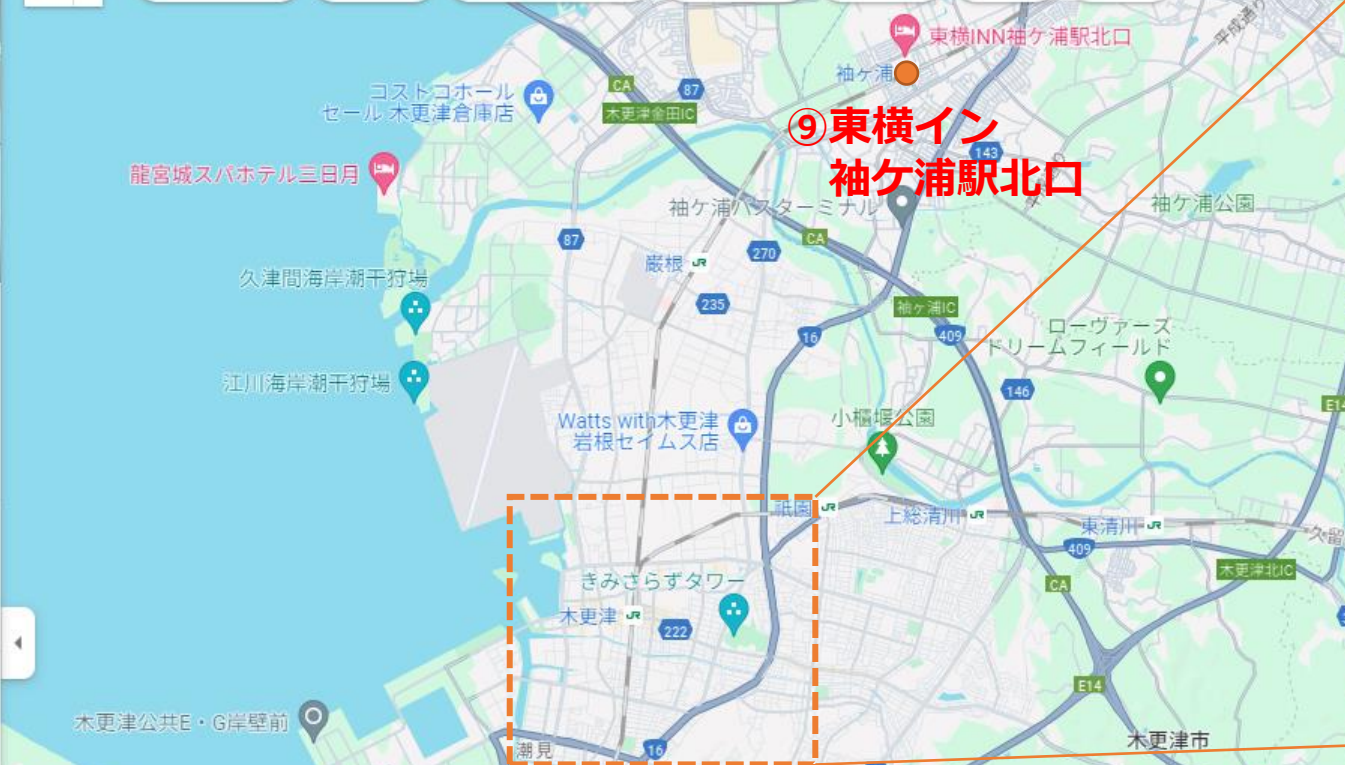 東横INN袖ケ浦駅北口
平成通り
袖ケ浦
コストコホール
セール 木更津倉庫店
CA
87
木更津金田IC
⑨東横イン
袖ケ浦駅北口
143
龍宮城スパホテル三日月
袖ケ浦バスターミナル
袖ケ浦公園
87
CA
270
巌根 JR
久津間海岸潮干狩場
235
袖ケ浦IC
16
409
ローヴァーズ
ドリームフィールド
江川海岸潮干狩場
146
E14
Watts with木更津
岩根セイムス店
小櫃堰公園
祇園 JR
上総清川 JR
東清川 JR
久留
409
木更津北IC
きみさらずタワー
CA
木更津 JR
222
E14
木更津公共E・G岸壁前
潮見
16
木更津市